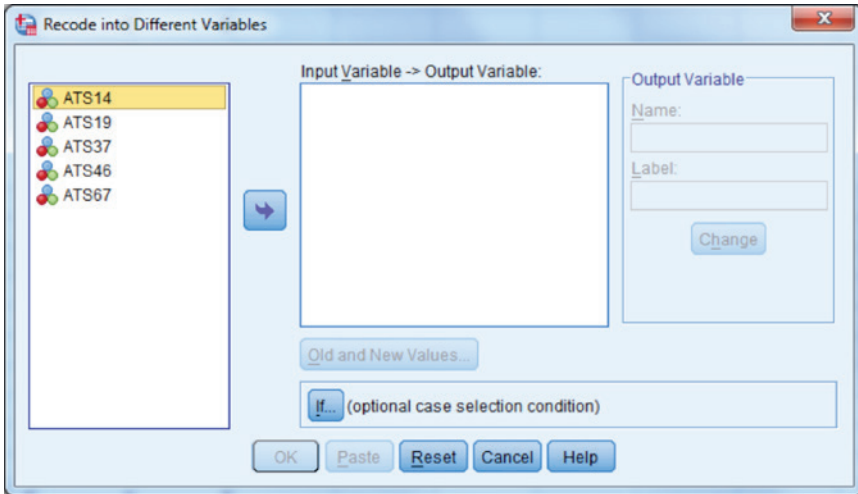 Recode into Different Variables
ATS14
ATS19
ATS37
ATS46
ATS67
Input Variable -> Output Variable:
Output Variable
Name:
Label:
Change
Old and New Values...
If... (optional case selection condition)
OK Paste Reset Cancel Help